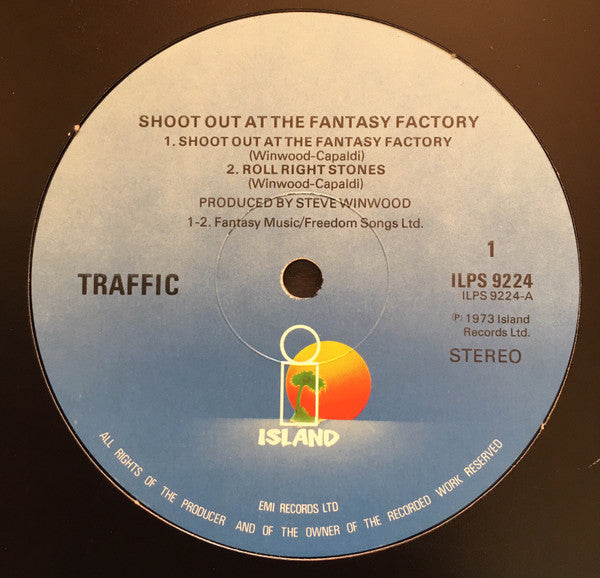 SHOOT OUT AT THE FANTASY FACTORY
1. SHOOT OUT AT THE FANTASY FACTORY
(Winwood-Capaldi)
2. ROLL RIGHT STONES
(Winwood-Capaldi)
PRODUCED BY STEVE WINWOOD
1-2. Fantasy Music/Freedom Songs Ltd.
1
TRAFFIC
ILPS 9224
ILPS 9224-A
℗ 1973 Island
Records Ltd.
STEREO
ISLAND
EMI RECORDS LTD
ALL RIGHTS OF THE PRODUCER AND OF THE OWNER OF THE RECORDED WORK RESERVED